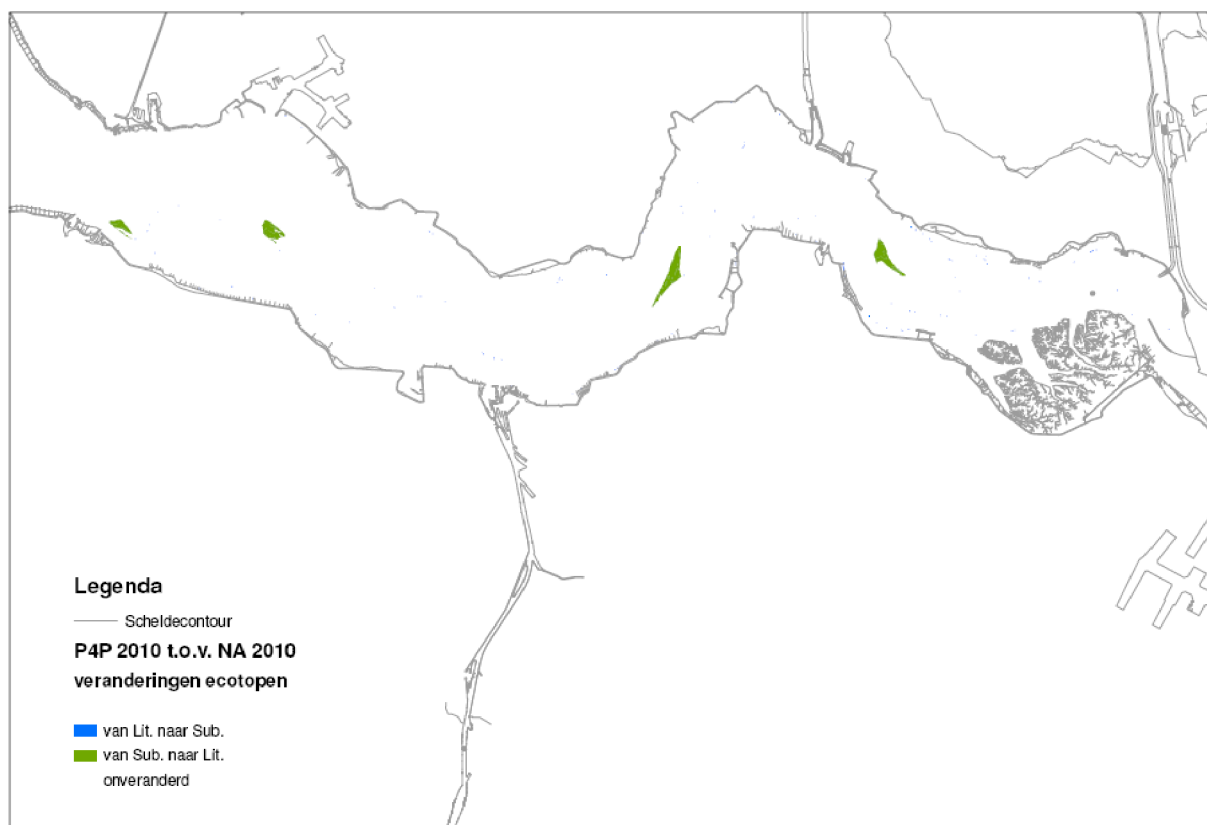 Legenda
Scheldecontour
P4P 2010 t.o.v. NA 2010
veranderingen ecotopen
van Lit. naar Sub.
van Sub. naar Lit.
onveranderd